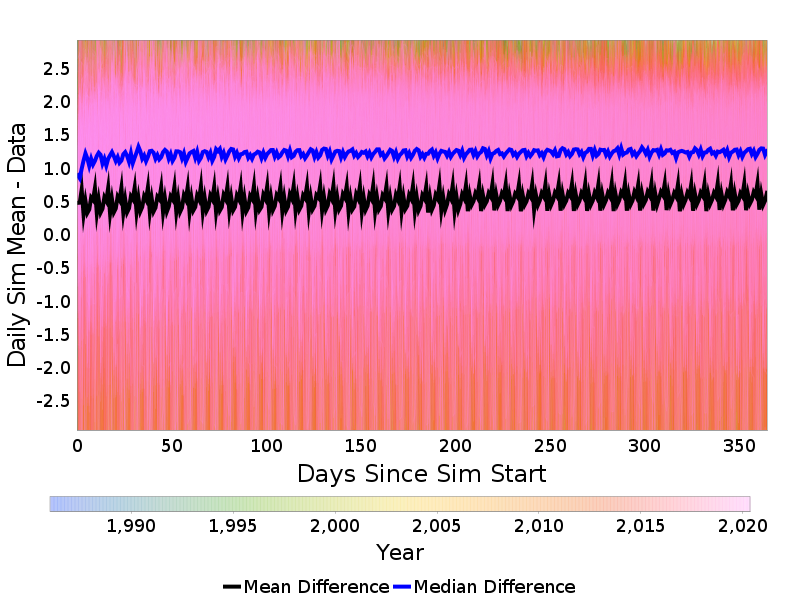 Daily Sim Mean - Data
2.5
2.0
1.5
1.0
0.5
0.0
-0.5
-1.0
-1.5
-2.0
-2.5
0 50 100 150 200 250 300 350
Days Since Sim Start
1,990 1,995 2,000 2,005 2,010 2,015 2,020
Year
Mean Difference Median Difference